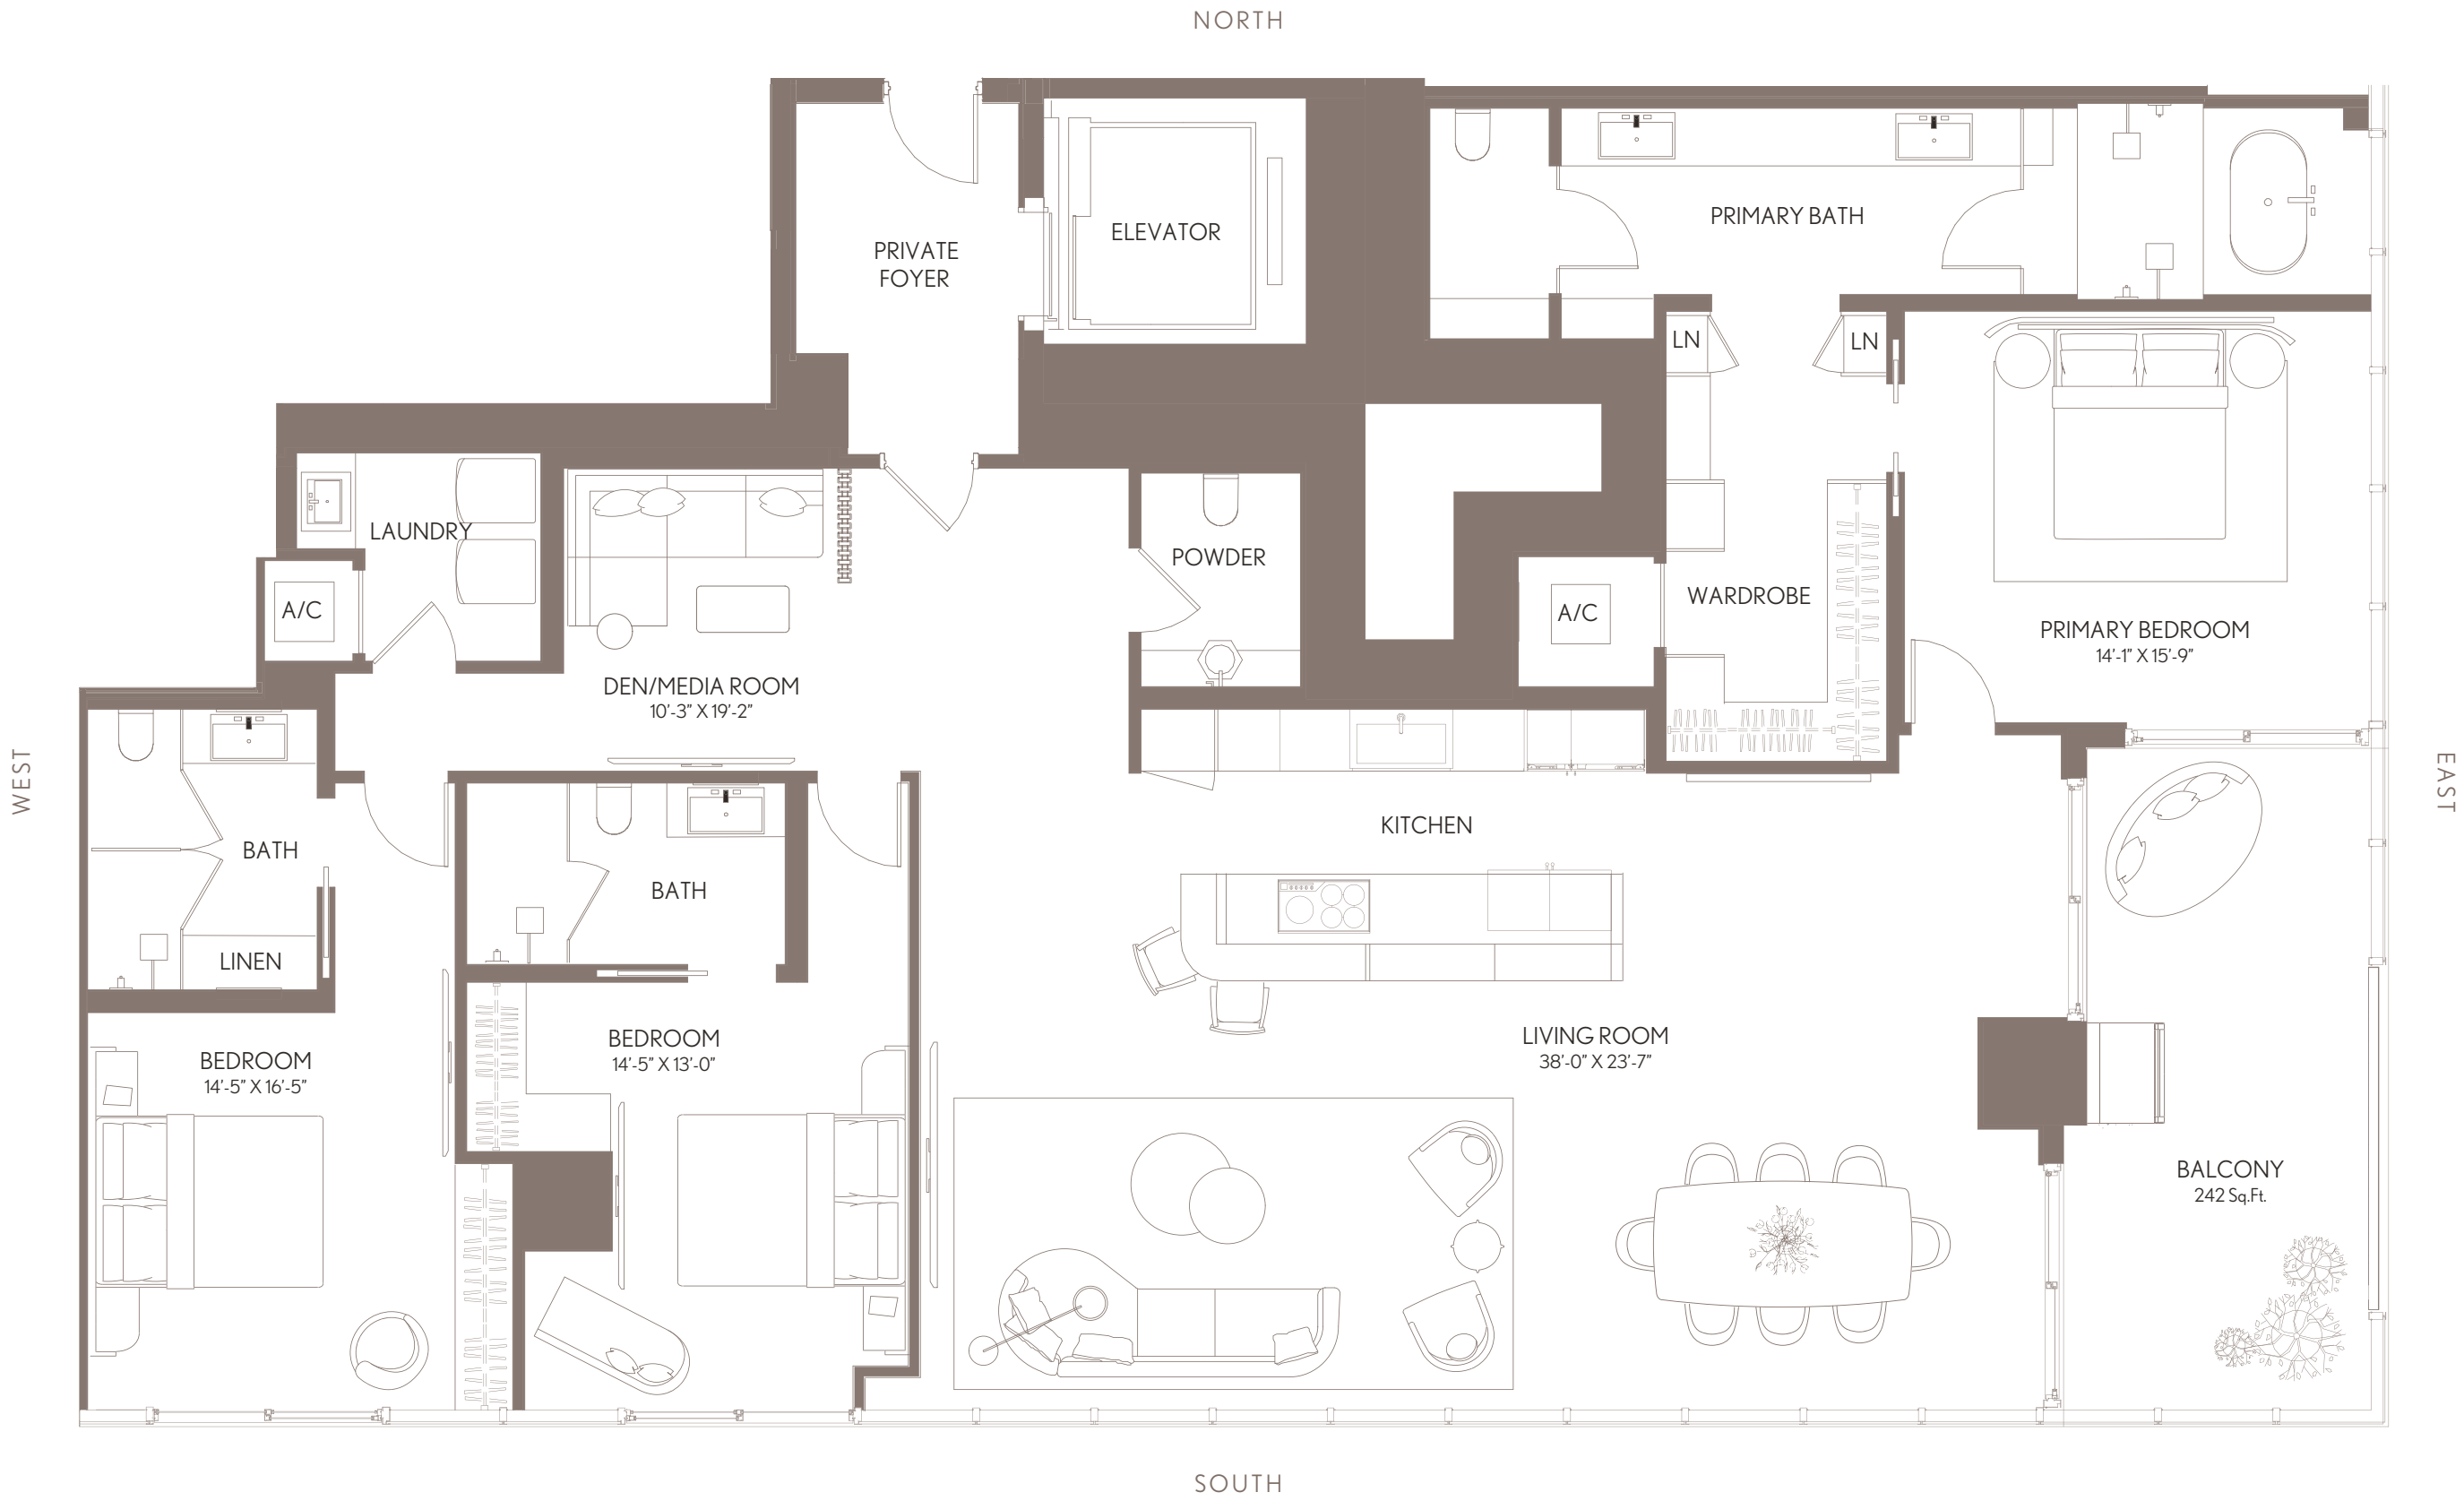 NORTH
PRIMARY BATH
ELEVATOR
PRIVATE
FOYER
LN
LN
LAUNDRY
POWDER
A/C
A/C
WARDROBE
PRIMARY BEDROOM
14'-1" X 15'-9"
DEN/MEDIA ROOM
10'-3" X 19'-2"
WEST
EAST
KITCHEN
BATH
BATH
LINEN
BEDROOM
14'-5" X 16'-5"
BEDROOM
14'-5" X 13'-0"
LIVING ROOM
38'-0" X 23'-7"
BALCONY
242 Sq.Ft.
SOUTH